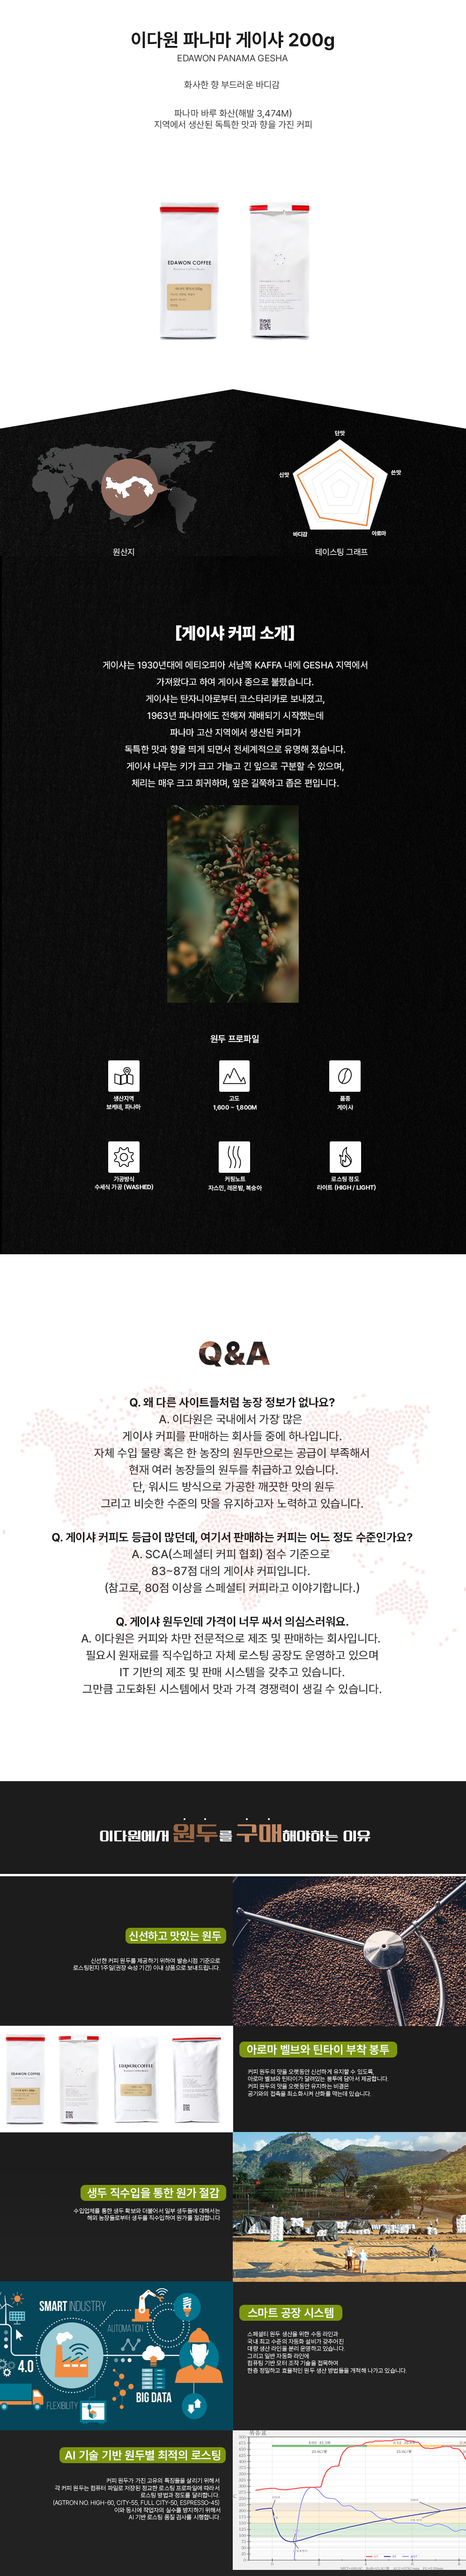 이다원 파나마 게이샤 200g
EDAWON PANAMA GESHA
화사한 향 부드러운 바디감
파나마 바루 화산(해발 3,474M)
지역에서 생산된 독특한 맛과 향을 가진 커피
EDAWON COFFEE
단맛
신맛
쓴맛
바디감
아로마
원산지
테이스팅 그래프
[게이샤 커피 소개]
게이샤는 1930년대에 에티오피아 서남쪽 KAFFA 내에 GESHA 지역에서
가져왔다고 하여 게이샤 종으로 불렸습니다.
게이샤는 탄자니아로부터 코스타리카로 보내졌고,
1963년 파나마에도 전해져 재배되기 시작했는데
파나마 고산 지역에서 생산된 커피가
독특한 맛과 향을 띄게 되면서 전세계적으로 유명해 졌습니다.
게이샤 나무는 키가 크고 가늘고 긴 잎으로 구분할 수 있으며,
체리는 매우 크고 희귀하며, 잎은 길쭉하고 좁은 편입니다.
원두 프로파일
생산지역
보케테, 파나마
고도
1,600 ~ 1,800M
품종
게이샤
가공방식
수세식 가공 (WASHED)
커핑노트
자스민, 레몬밤, 복숭아
로스팅 정도
라이트 (HIGH / LIGHT)
Q&A
Q. 왜 다른 사이트들처럼 농장 정보가 없나요?
A. 이다원은 국내에서 가장 많은
게이샤 커피를 판매하는 회사들 중에 하나입니다.
자체 수입 물량 혹은 한 농장의 원두만으로는 공급이 부족해서
현재 여러 농장들의 원두를 취급하고 있습니다.
단, 워시드 방식으로 가공한 깨끗한 맛의 원두
그리고 비슷한 수준의 맛을 유지하고자 노력하고 있습니다.
Q. 게이샤 커피도 등급이 많던데, 여기서 판매하는 커피는 어느 정도 수준인가요?
A. SCA(스페셜티 커피 협회) 점수 기준으로
83~87점 대의 게이샤 커피입니다.
(참고로, 80점 이상을 스페셜티 커피라고 이야기합니다.)
Q. 게이샤 원두인데 가격이 너무 싸서 의심스러워요.
A. 이다원은 커피와 차만 전문적으로 제조 및 판매하는 회사입니다.
필요시 원재료를 직수입하고 자체 로스팅 공장도 운영하고 있으며
IT 기반의 제조 및 판매 시스템을 갖추고 있습니다.
그만큼 고도화된 시스템에서 맛과 가격 경쟁력이 생길 수 있습니다.
이다원에서 원두를 구매해야하는 이유
신선하고 맛있는 원두
신선한 커피 원두를 제공하기 위하여 발송시점 기준으로
로스팅된지 1주일(권장 숙성 기간) 이내 상품으로 보내드립니다.
EDAWON COFFEE
EDAWON COFFEE
아로마 벨브와 틴타이 부착 봉투
커피 원두의 맛을 오랫동안 신선하게 유지할 수 있도록,
아로마 벨브와 틴타이가 달려있는 봉투에 담아서 제공합니다.
커피 원두의 맛을 오랫동안 유지하는 비결은
공기와의 접촉을 최소화시켜 산화를 막는데 있습니다.
생두 직수입을 통한 원가 절감
수입업체를 통한 생두 확보와 더불어서 일부 생두들에 대해서는
해외 농장들로부터 생두를 직수입하여 원가를 절감합니다
SMART INDUSTRY
AUTOMATION
4.0
FLEXIBILITY
BIG DATA
스마트 공장 시스템
스페셜티 원두 생산을 위한 수동 라인과
국내 최고 수준의 자동화 설비가 갖추어진
대량 생산 라인을 분리 운영하고 있습니다.
그리고 일반 자동화 라인에
컴퓨팅 기반 모터 조작 기술을 접목하여
한층 정밀하고 효율적인 원두 생산 방법들을 개척해 나가고 있습니다.
AI 기술 기반 원두별 최적의 로스팅
커피 원두가 가진 고유의 특징들을 살리기 위해서
각 커피 원두는 컴퓨터 파일로 저장된 정교한 로스팅 프로파일에 따라서
로스팅 방법과 정도를 달리합니다.
(AGTRON NO. HIGH-60, CITY-55, FULL CITY-50, ESPRESSO-45)
이와 동시에 작업자의 실수를 방지하기 위해서
AI 기반 로스팅 품질 검사를 시행합니다.